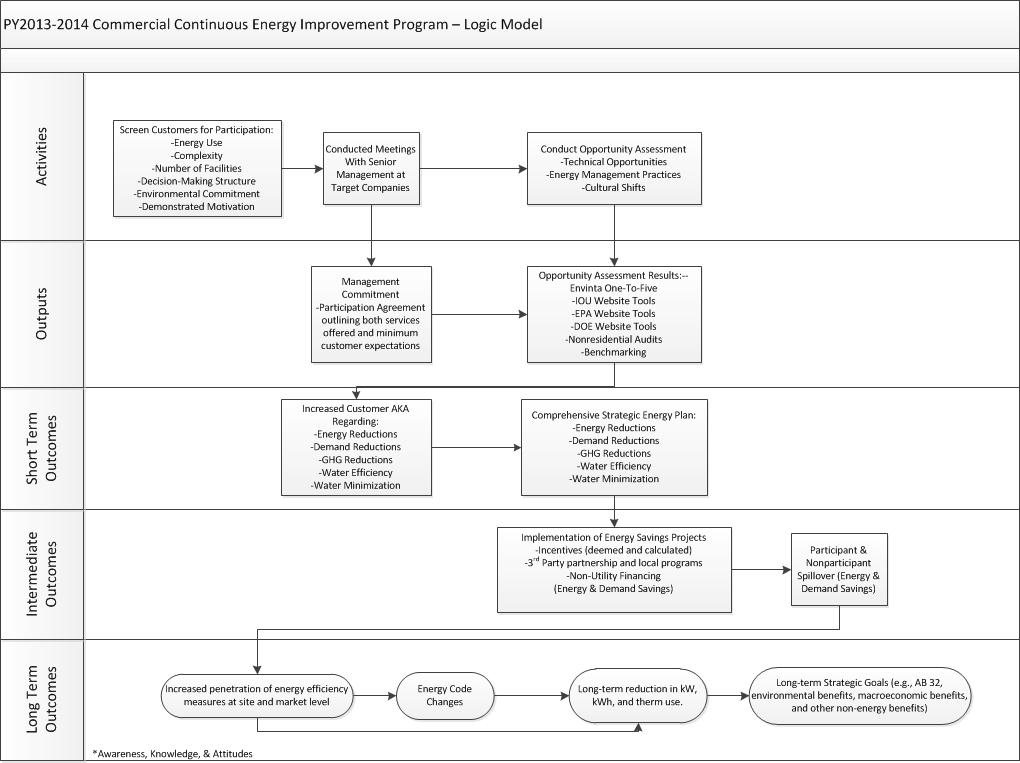 PY2013-2014 Commercial Continuous Energy Improvement Program – Logic Model
Activities
Screen Customers for Participation:
-Energy Use
-Complexity
-Number of Facilities
-Decision-Making Structure
-Environmental Commitment
-Demonstrated Motivation
Conducted Meetings
With Senior
Management at
Target Companies
Conduct Opportunity Assessment
-Technical Opportunities
-Energy Management Practices
-Cultural Shifts
Outputs
Management
Commitment
-Participation Agreement
outlining both services
offered and minimum
customer expectations
Opportunity Assessment Results:--
Envinta One-To-Five
-IOU Website Tools
-EPA Website Tools
-DOE Website Tools
-Nonresidential Audits
-Benchmarking
Short Term
Outcomes
Increased Customer AKA
Regarding:
-Energy Reductions
-Demand Reductions
-GHG Reductions
-Water Efficiency
-Water Minimization
Comprehensive Strategic Energy Plan:
-Energy Reductions
-Demand Reductions
-GHG Reductions
-Water Efficiency
-Water Minimization
Intermediate
Outcomes
Implementation of Energy Savings Projects
-Incentives (deemed and calculated)
-3rd Party partnership and local programs
-Non-Utility Financing
(Energy & Demand Savings)
Participant &
Nonparticipant
Spillover (Energy &
Demand Savings)
Long Term
Outcomes
Increased penetration of energy efficiency
measures at site and market level
Energy Code
Changes
Long-term reduction in kW,
kWh, and therm use.
Long-term Strategic Goals (e.g., AB 32,
environmental benefits, macroeconomic benefits,
and other non-energy benefits)
*Awareness, Knowledge, & Attitudes